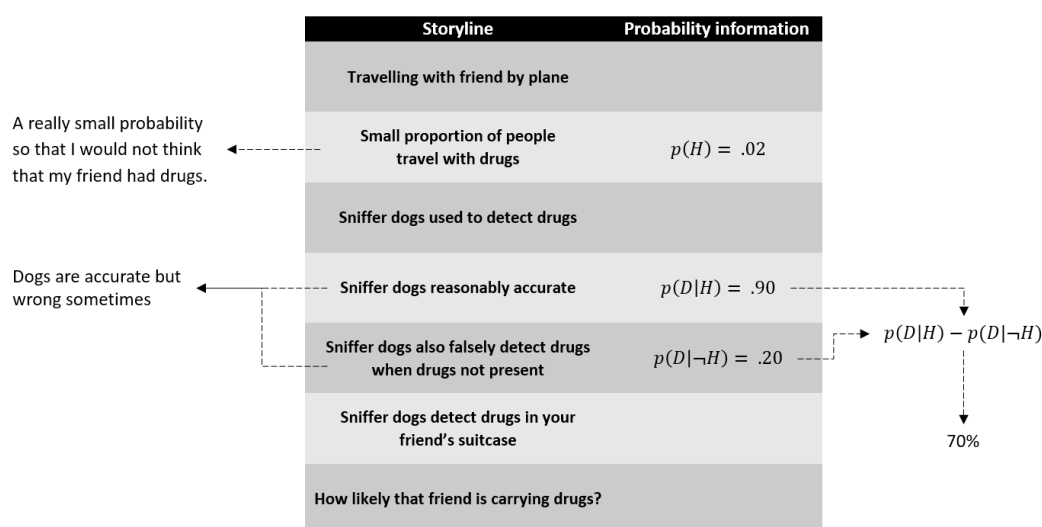 Storyline Probability information
Travelling with friend by plane
A really small probability
so that I would not think
that my friend had drugs.
Small proportion of people
travel with drugs
p(H) = .02
Sniffer dogs used to detect drugs
Dogs are accurate but
wrong sometimes
Sniffer dogs reasonably accurate
p(D|H) = .90
Sniffer dogs also falsely detect drugs
when drugs not present
p(D|¬H) = .20
p(D|H) − p(D|¬H)
Sniffer dogs detect drugs in your
friend’s suitcase
70%
How likely that friend is carrying drugs?